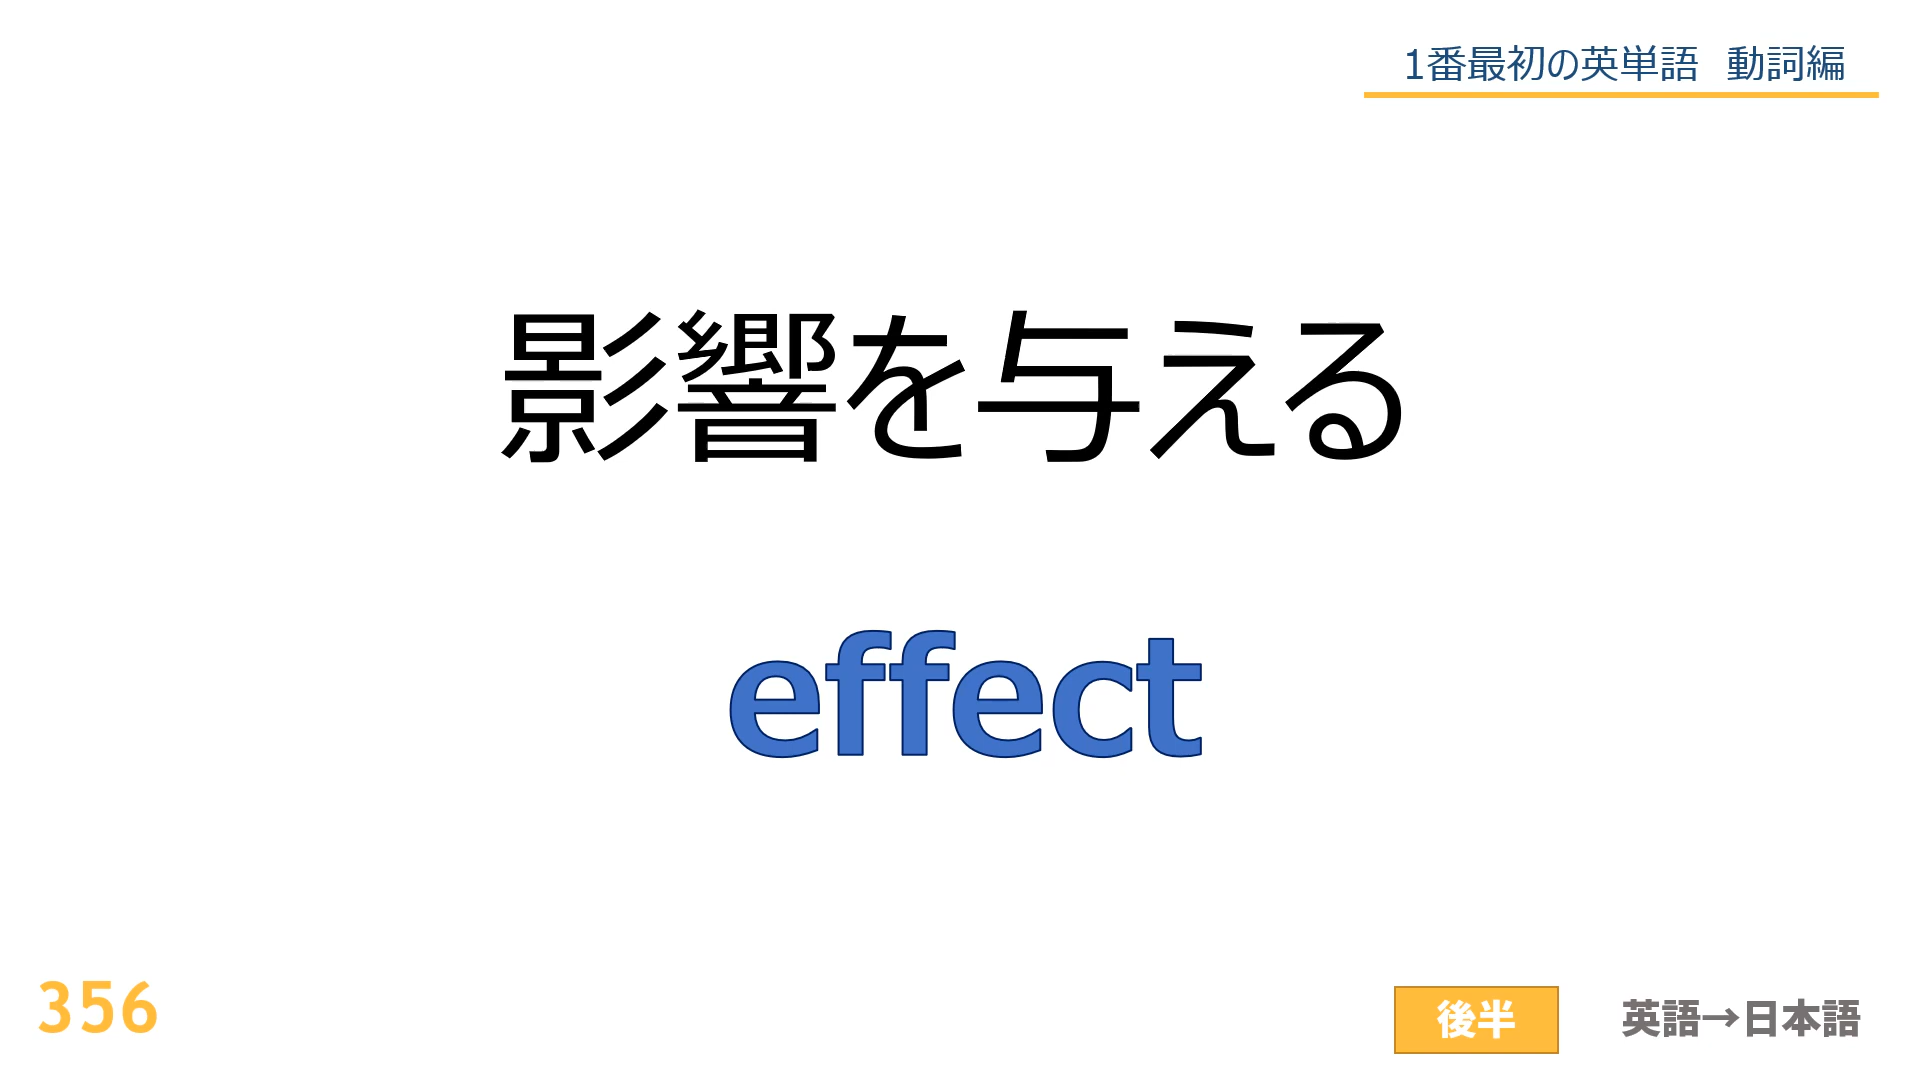 1番最初の英単語　動詞編
影響を与える
effect
356
後半
英語→日本語